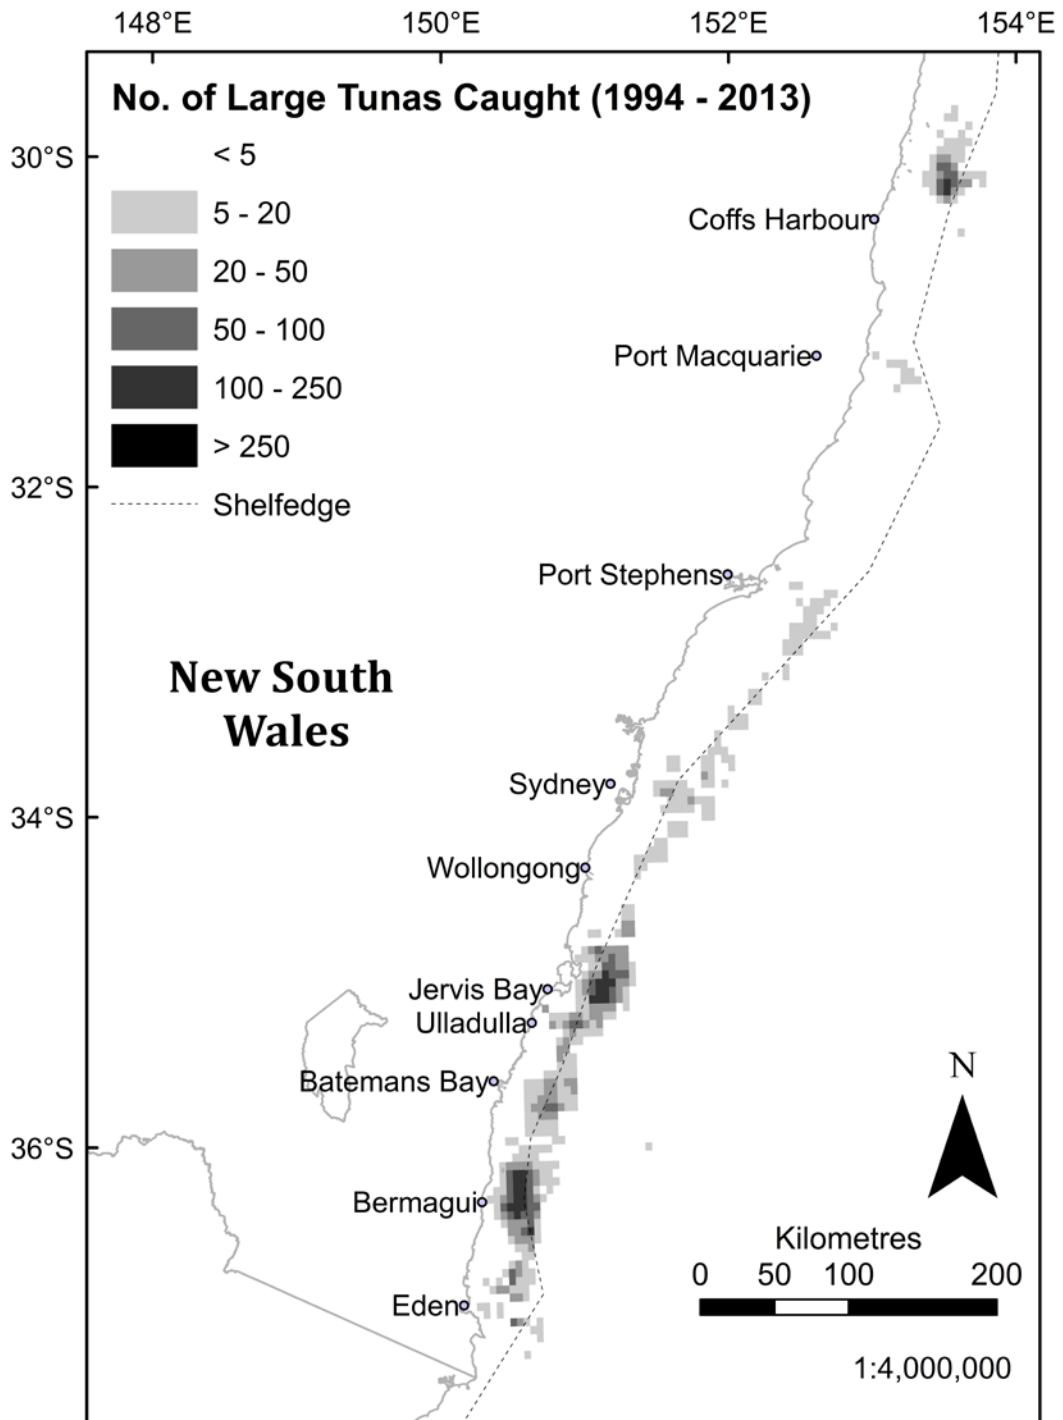 148°E 150°E 152°E 154°E
No. of Large Tunas Caught (1994 - 2013)
< 5
30°S
5 - 20
Coffs Harbour
20 - 50
50 - 100
Port Macquarie
100 - 250
> 250
32°S
Shelfedge
Port Stephens
New South
Wales
Sydney
34°S
Wollongong
Jervis Bay
Ulladulla
Batemans Bay
N
36°S
Bermagui
Kilometres
0 50 100 200
Eden
1:4,000,000